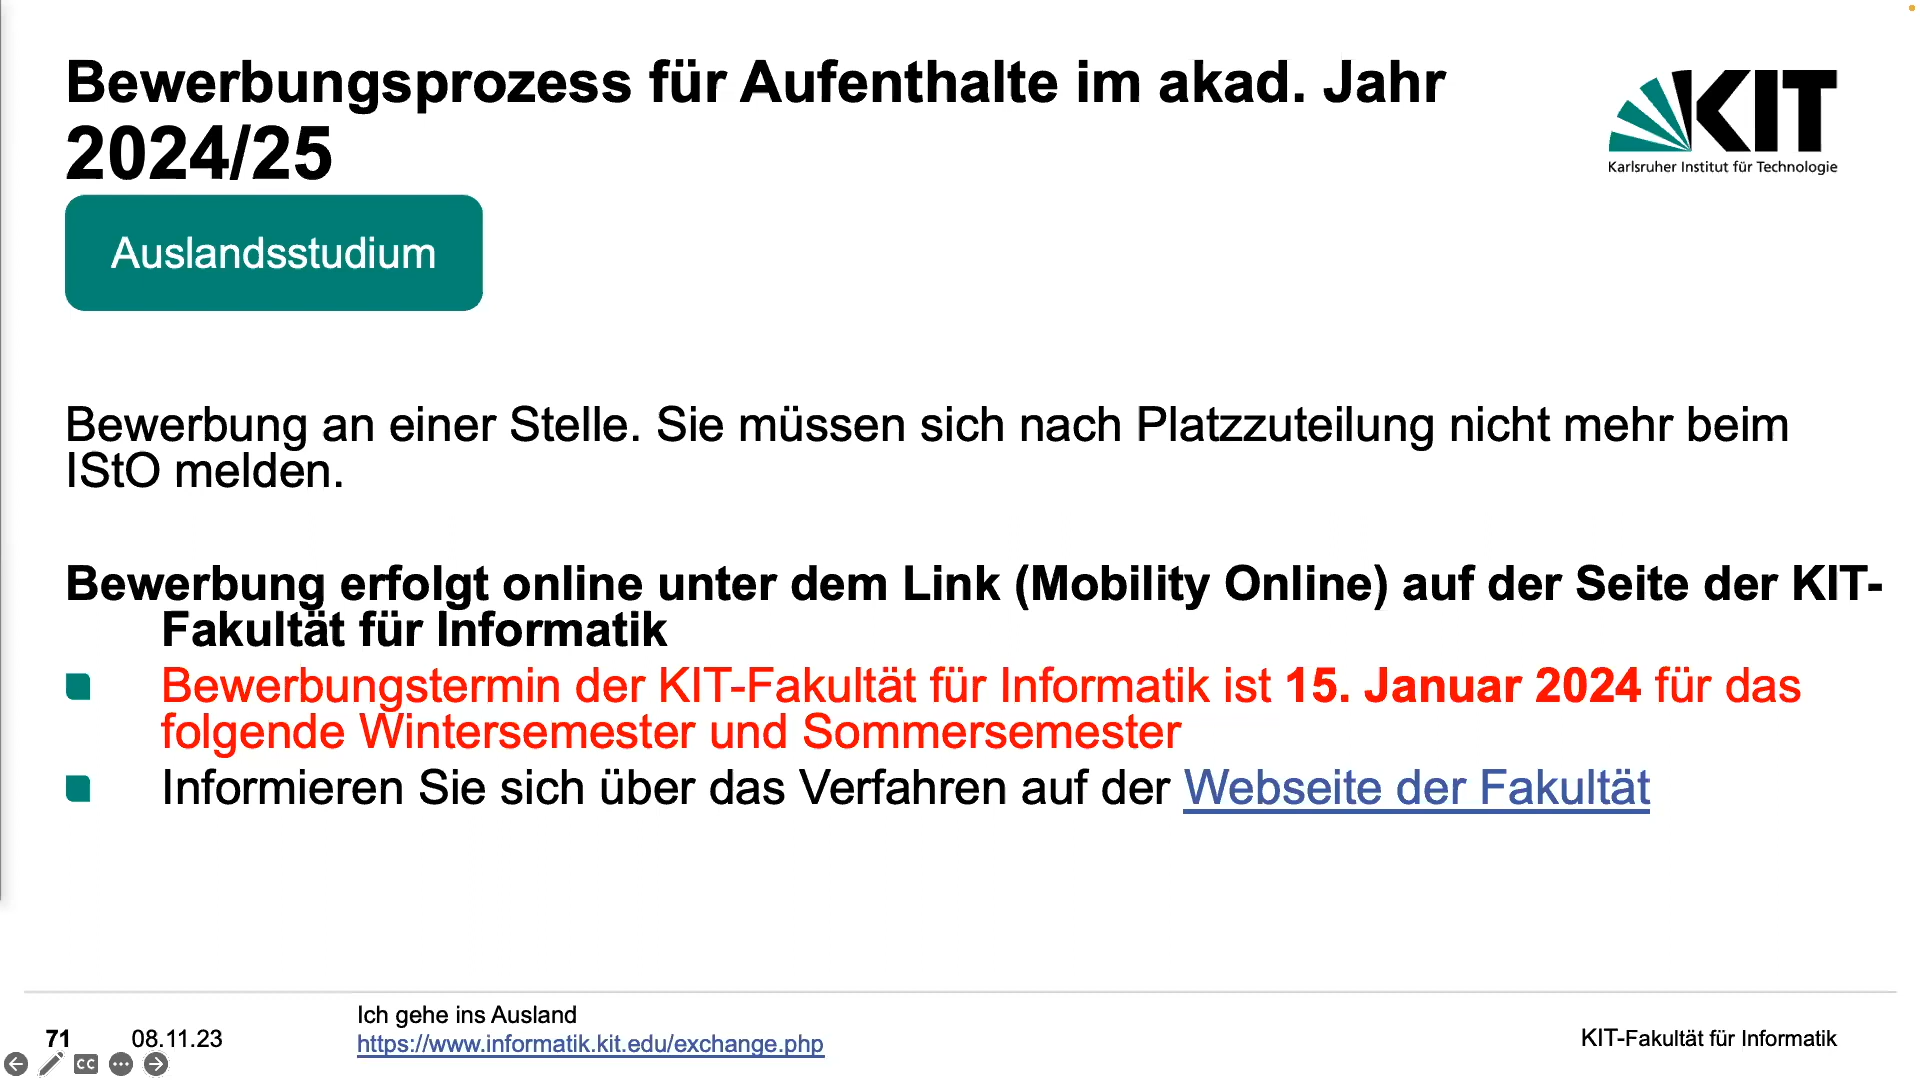 Bewerbungsprozess für Aufenthalte im akad. Jahr
2024/25
KIT
Karlsruher Institut für Technologie
Auslandsstudium
Bewerbung an einer Stelle. Sie müssen sich nach Platzzuteilung nicht mehr beim
IStO melden.
Bewerbung erfolgt online unter dem Link (Mobility Online) auf der Seite der KIT-
Fakultät für Informatik
Bewerbungstermin der KIT-Fakultät für Informatik ist 15. Januar 2024 für das
folgende Wintersemester und Sommersemester
Informieren Sie sich über das Verfahren auf der Webseite der Fakultät
71
08.11.23
Ich gehe ins Ausland
https://www.informatik.kit.edu/exchange.php
KIT-Fakultät für Informatik
CC